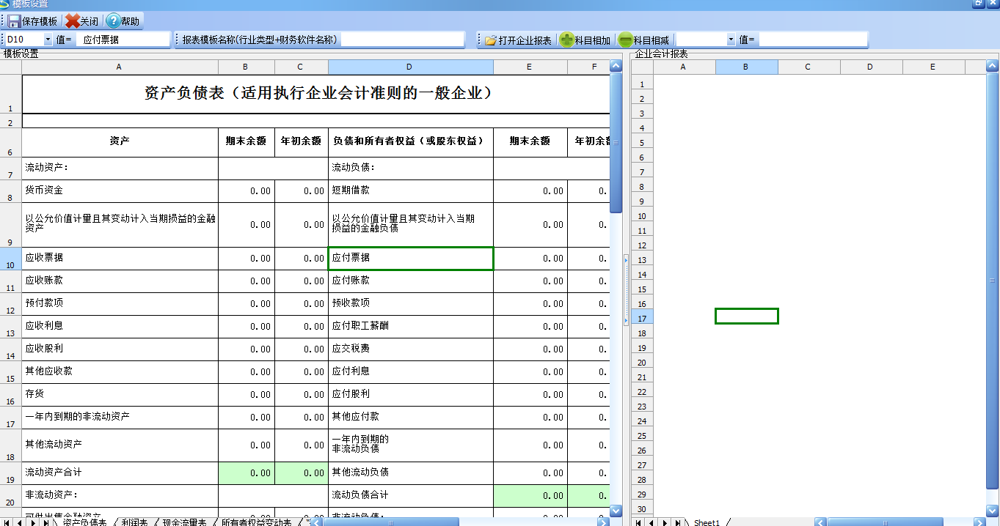 模板设置
保存模板 关闭 帮助
D10 值= 应付票据 报表模板名称(行业类型+财务软件名称) 打开企业报表 科目相加 科目相减 值=
模板设置 企业会计报表
A B C D E F A B C D E
1 资产负债表（适用执行企业会计准则的一般企业）
2
6 资产 期末余额 年初余额 负债和所有者权益（或股东权益） 期末余额 年初余额
7 流动资产： 流动负债：
8 货币资金 0.00 0.00 短期借款 0.00 0.
9 以公允价值计量且其变动计入当期损益的金融
资产 0.00 0.00 以公允价值计量且其变动计入当期
损益的金融负债 0.00 0.
10 应收票据 0.00 0.00 应付票据 0.00 0.
11 应收账款 0.00 0.00 应付账款 0.00 0.
12 预付款项 0.00 0.00 预收款项 0.00 0.
13 应收利息 0.00 0.00 应付职工薪酬 0.00 0.
14 应收股利 0.00 0.00 应交税费 0.00 0.
15 其他应收款 0.00 0.00 应付利息 0.00 0.
16 存货 0.00 0.00 应付股利 0.00 0.
17 一年内到期的非流动资产 0.00 0.00 其他应付款 0.00 0.
18 其他流动资产 0.00 0.00 一年内到期的
非流动负债 0.00 0.
19 流动资产合计 0.00 0.00 其他流动负债 0.00 0.
20 非流动资产： 流动负债合计 0.00 0.
可供出售金融资产 0.00 0.00 非流动负债：
资产负债表 利润表 现金流量表 所有者权益变动表
1
2
3
4
5
6
7
8
9
10
11
12
13
14
15
16
17
18
19
20
21
22
23
24
25
26
27
28
29
30
Sheet1